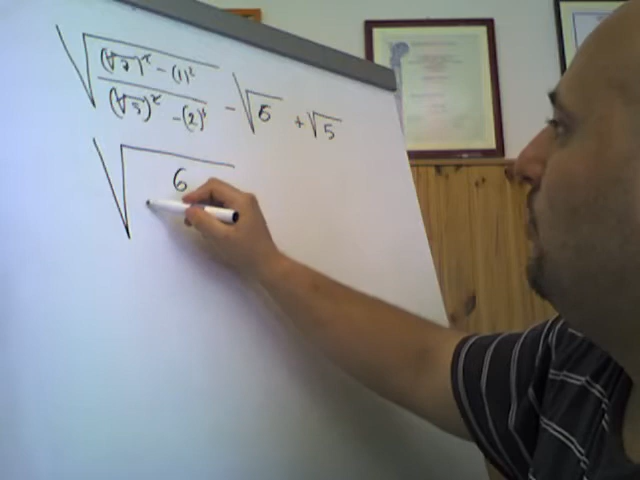 √((√7)² - (1)² / (√5)² - (2)²) - √6 + √5
√6